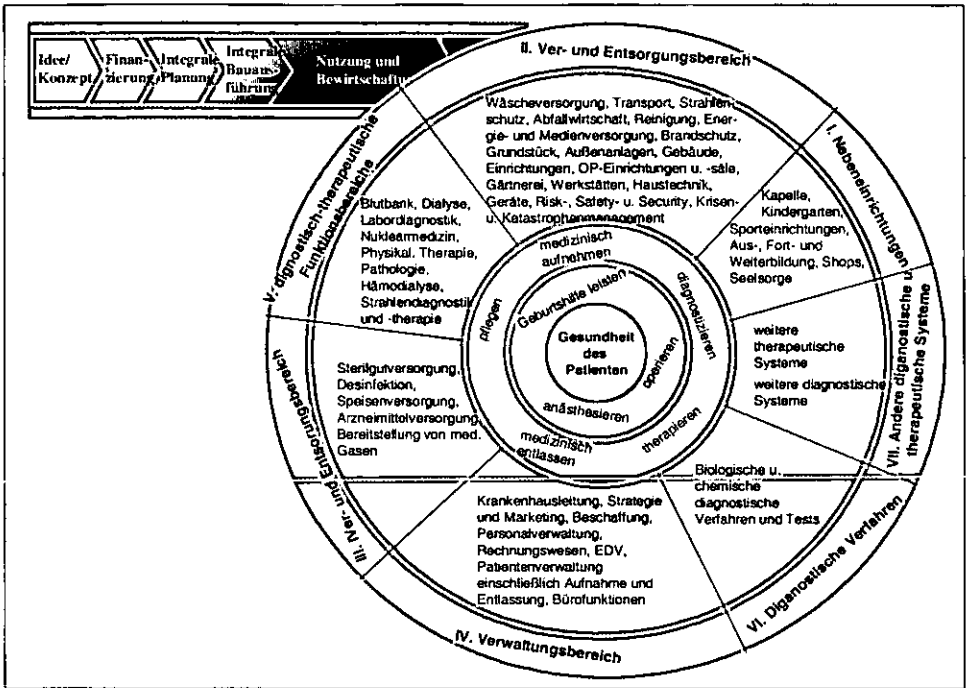 Idee/
Konzept
Finan-
zierung
Integrale
Planung
Integrale
Bauaus-
führung
Nutzung und
Bewirtschaftu
II. Ver- und Entsorgungsbereich
Wäscheversorgung, Transport, Strahlen-
schutz, Abfallwirtschaft, Reinigung, Ener-
gie- und Medienversorgung, Brandschutz,
Grundstück, Außenanlagen, Gebäude,
Einrichtungen, OP-Einrichtungen u. -säle,
Gärtnerei, Werkstätten, Haustechnik,
Geräte, Risk-, Safety- u. Security, Krisen-
u. Katastrophenmanagement
I. Nebeneinrichtungen
Kapelle,
Kindergarten,
Sporteinrichtungen,
Aus-, Fort- und
Weiterbildung, Shops,
Seelsorge
V. dignostisch-therapeutische
Funktionsbereiche
Blutbank, Dialyse,
Labordiagnostik,
Nuklearmedizin,
Physikal. Therapie,
Pathologie,
Hämodialyse,
Strahlendiagnostik
und -therapie
medizinisch
aufnehmen
diagnostizieren
pflegen
Geburtshilfe leisten
Gesundheit
des
Patienten
operieren
anästhesieren
therapieren
medizinisch
entlassen
VII. Andere diganostische u.
therapeutische Systeme
weitere
therapeutische
Systeme
weitere diagnostische
Systeme
III. IVer- und Entsorungsbereich
Sterilgutversorgung,
Desinfektion,
Speisenversorgung,
Arzneimittelversorgung,
Bereitstellung von med.
Gasen
Biologische u.
chemische
diagnostische
Verfahren und Tests
VI. Diganostische Verfahren
Krankenhausleitung, Strategie
und Marketing, Beschaffung,
Personalverwaltung,
Rechnungswesen, EDV,
Patientenverwaltung
einschließlich Aufnahme und
Entlassung, Bürofunktionen
IV. Verwaltungsbereich